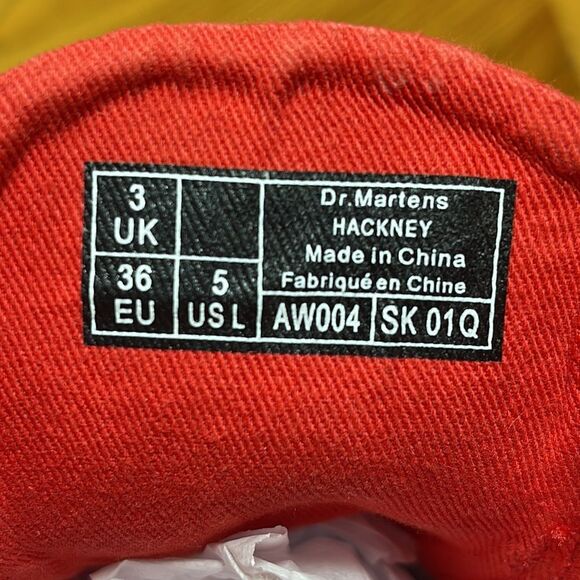 3
UK
36
EU
5
US L
Dr.Martens
HACKNEY
Made in China
Fabriqué en Chine
AW004
SK 01Q